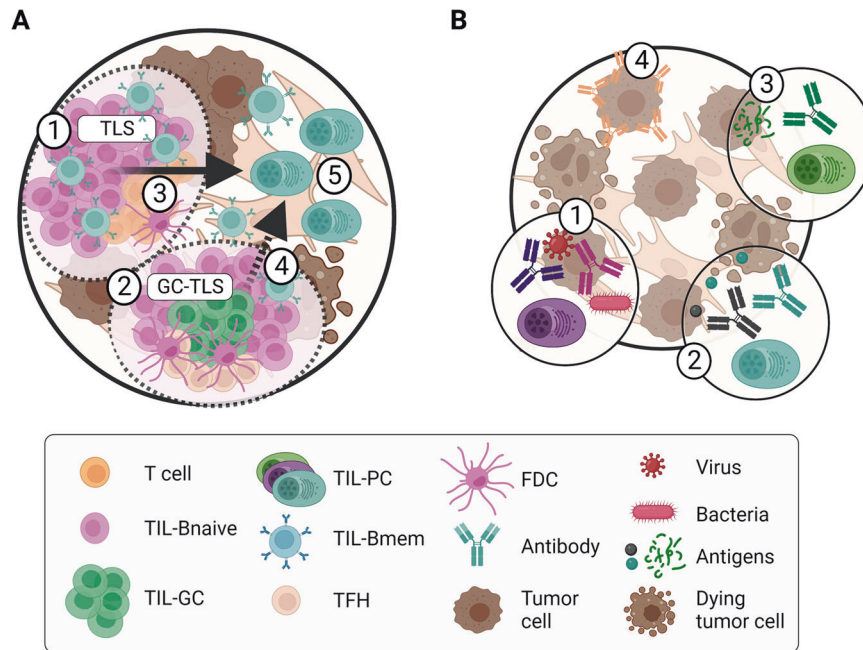 A
B
1
TLS
3
5
2
GC-TLS
4
4
3
1
2
T cell
TIL-PC
FDC
Virus
TIL-Bnaive
TIL-Bmem
Antibody
Bacteria
Antigens
TIL-GC
TFH
Tumor
cell
Dying
tumor cell